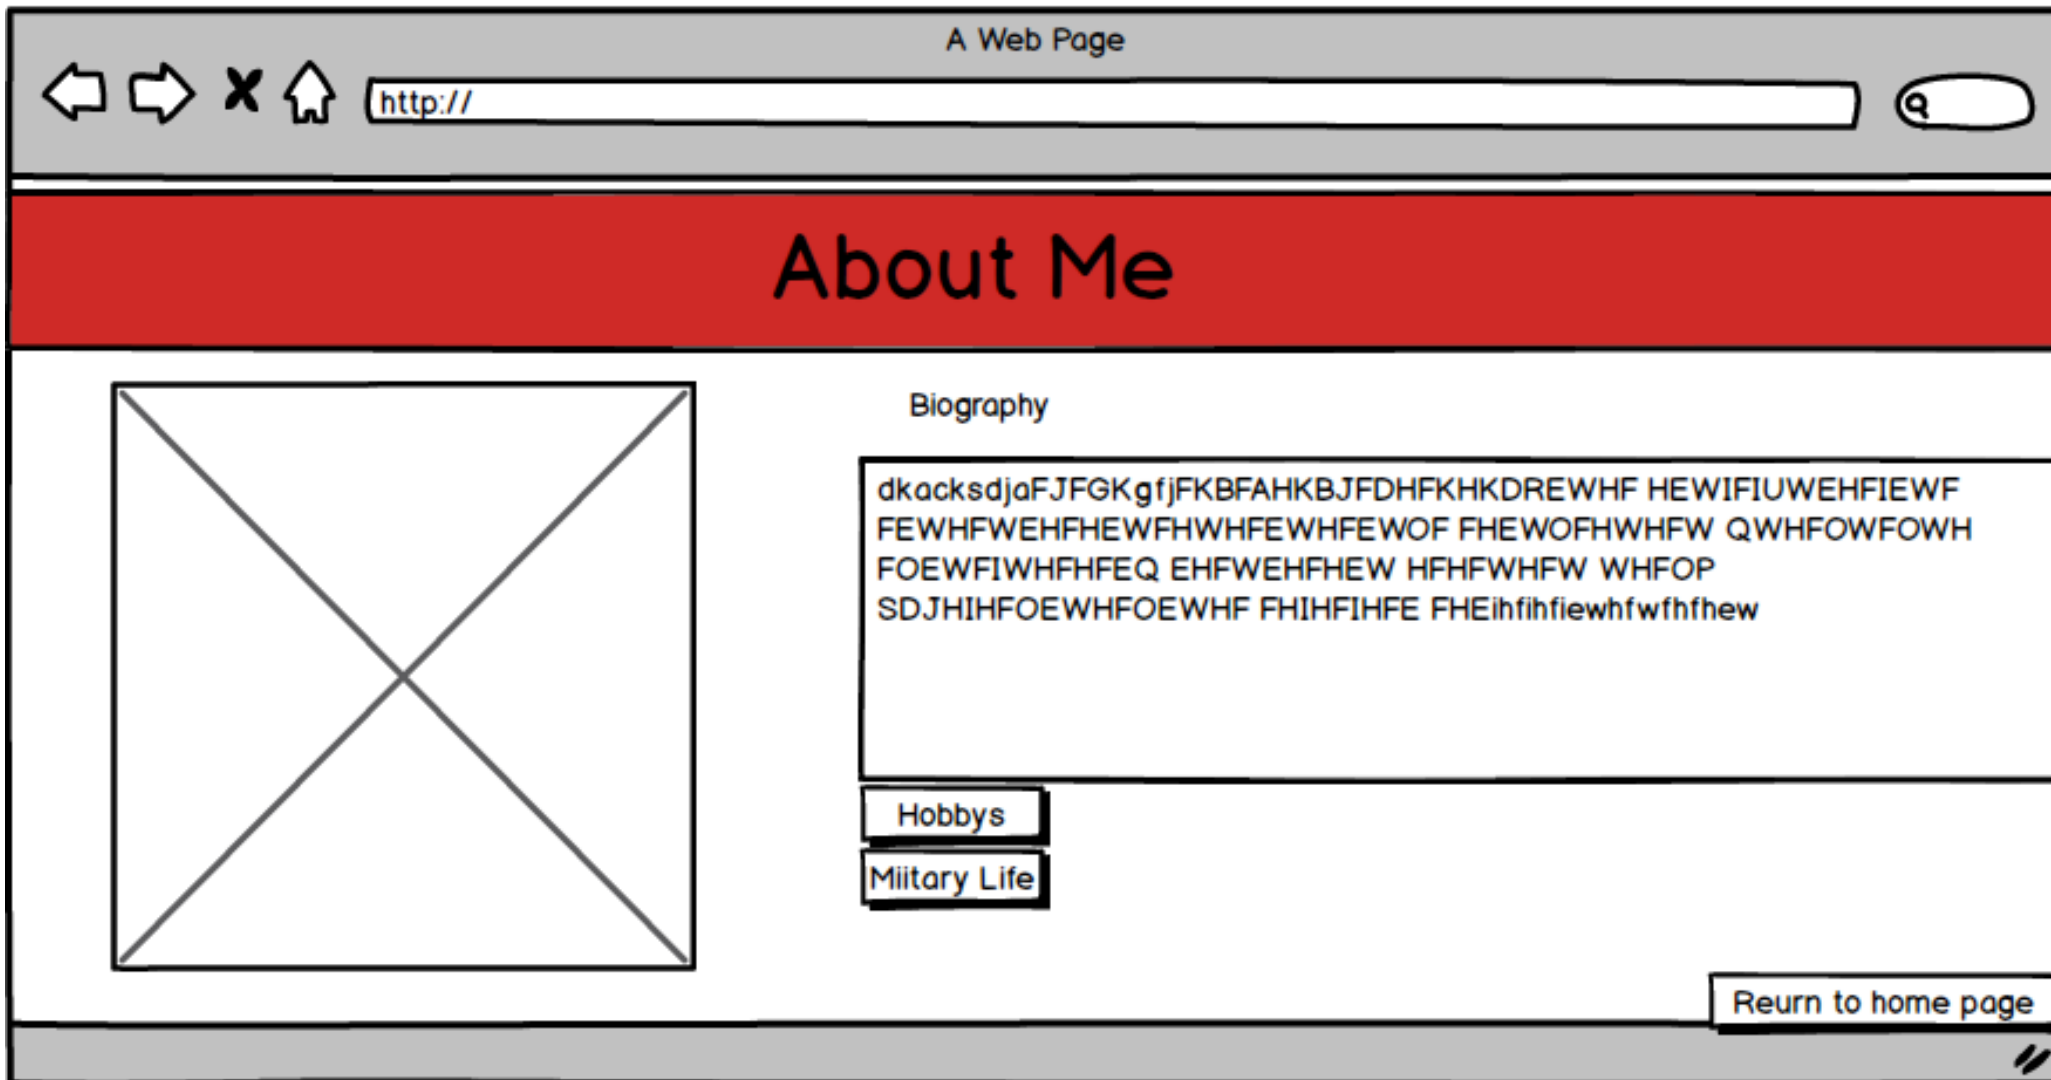 A Web Page
http://
About Me
Biography
dkacksdjaFJFGKgfjFKBFAHKBJFDHFKHKDREWHF HEWIFIUWEHFIEWF
FEWHFWEHFHEWFHWHFEWHFEWOF FHEWOFHWHFW QWHFOWFOWH
FOEWFIWHFHFEQ EHFWEHFHEW HFHFWHFW WHFOP
SDJHIHFOEWHFOEWHF FHIHFIHFE FHEihfihfiewhfwfhfhew
Hobbys
Miitary Life
Reurn to home page